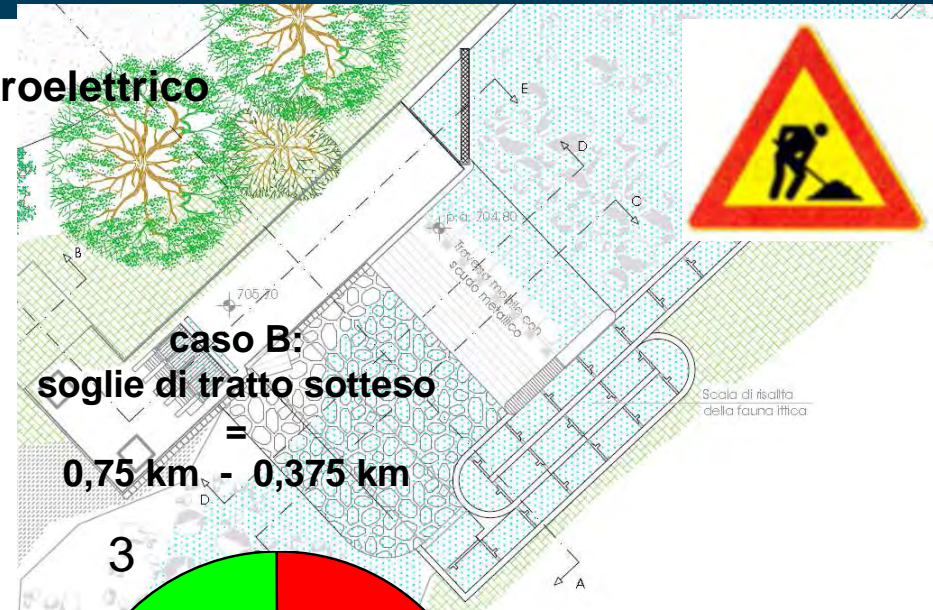 roelettrico
E
D
C
p.a. 704,80
Traversa mobile con
scudo metallico
B
705,70
caso B:
soglie di tratto sotteso
=
0,75 km - 0,375 km
Scala di risalita
della fauna ittica
D
3
A